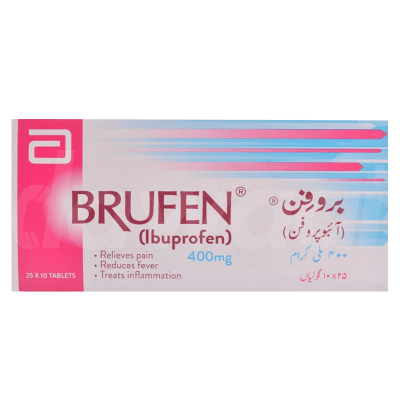 BRUFEN®
(Ibuprofen)
400mg
• Relieves pain
• Reduces fever
• Treats inflammation
25 X 10 TABLETS
بروفن®
(آئبوپروفن)
۴۰۰ ملی گرام
۲۵×۱۰ گولیاں